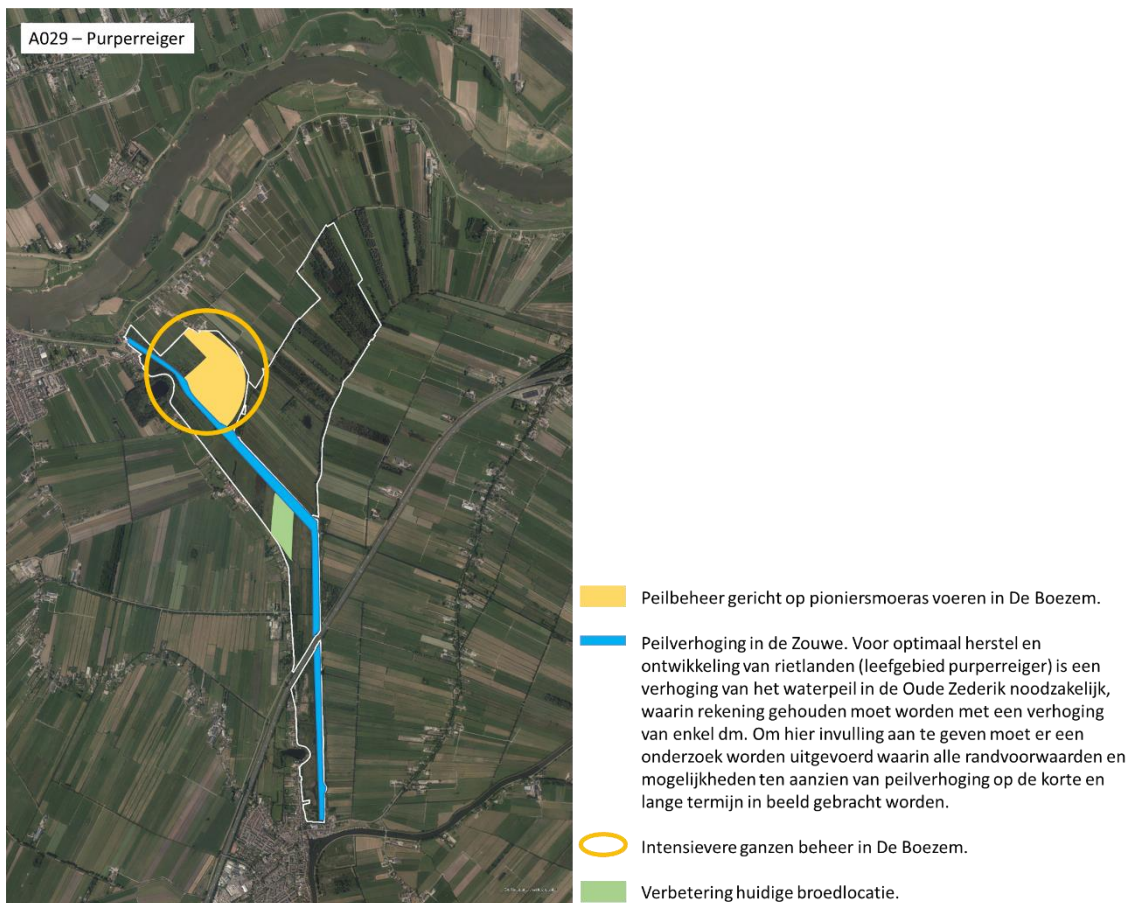 A029 – Purperreiger
Peilbeheer gericht op pioniersmoeras voeren in De Boezem.
Peilverhoging in de Zouwe. Voor optimaal herstel en
ontwikkeling van rietlanden (leefgebied purperreiger) is een
verhoging van het waterpeil in de Oude Zederik noodzakelijk,
waarin rekening gehouden moet worden met een verhoging
van enkel dm. Om hier invulling aan te geven moet er een
onderzoek worden uitgevoerd waarin alle randvoorwaarden en
mogelijkheden ten aanzien van peilverhoging op de korte en
lange termijn in beeld gebracht worden.
Intensievere ganzen beheer in De Boezem.
Verbetering huidige broedlocatie.